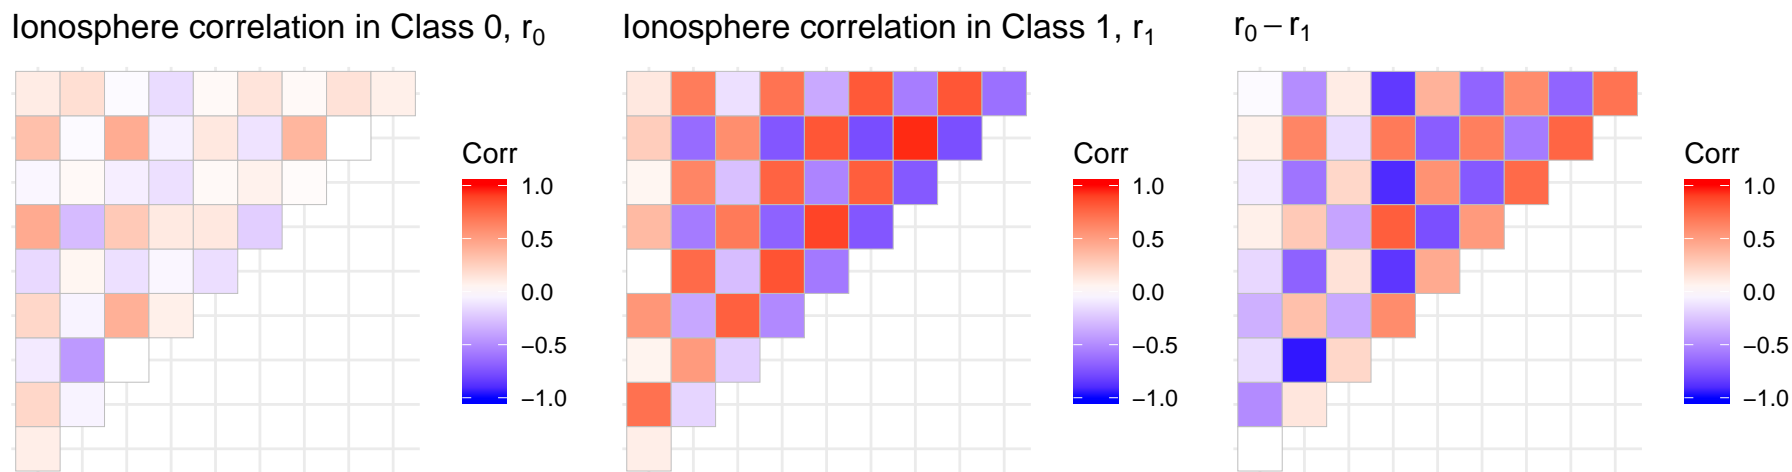 Ionosphere correlation in Class 0, r₀
Corr
1.0
0.5
0.0
−0.5
−1.0
Ionosphere correlation in Class 1, r₁
Corr
1.0
0.5
0.0
−0.5
−1.0
r₀ − r₁
Corr
1.0
0.5
0.0
−0.5
−1.0